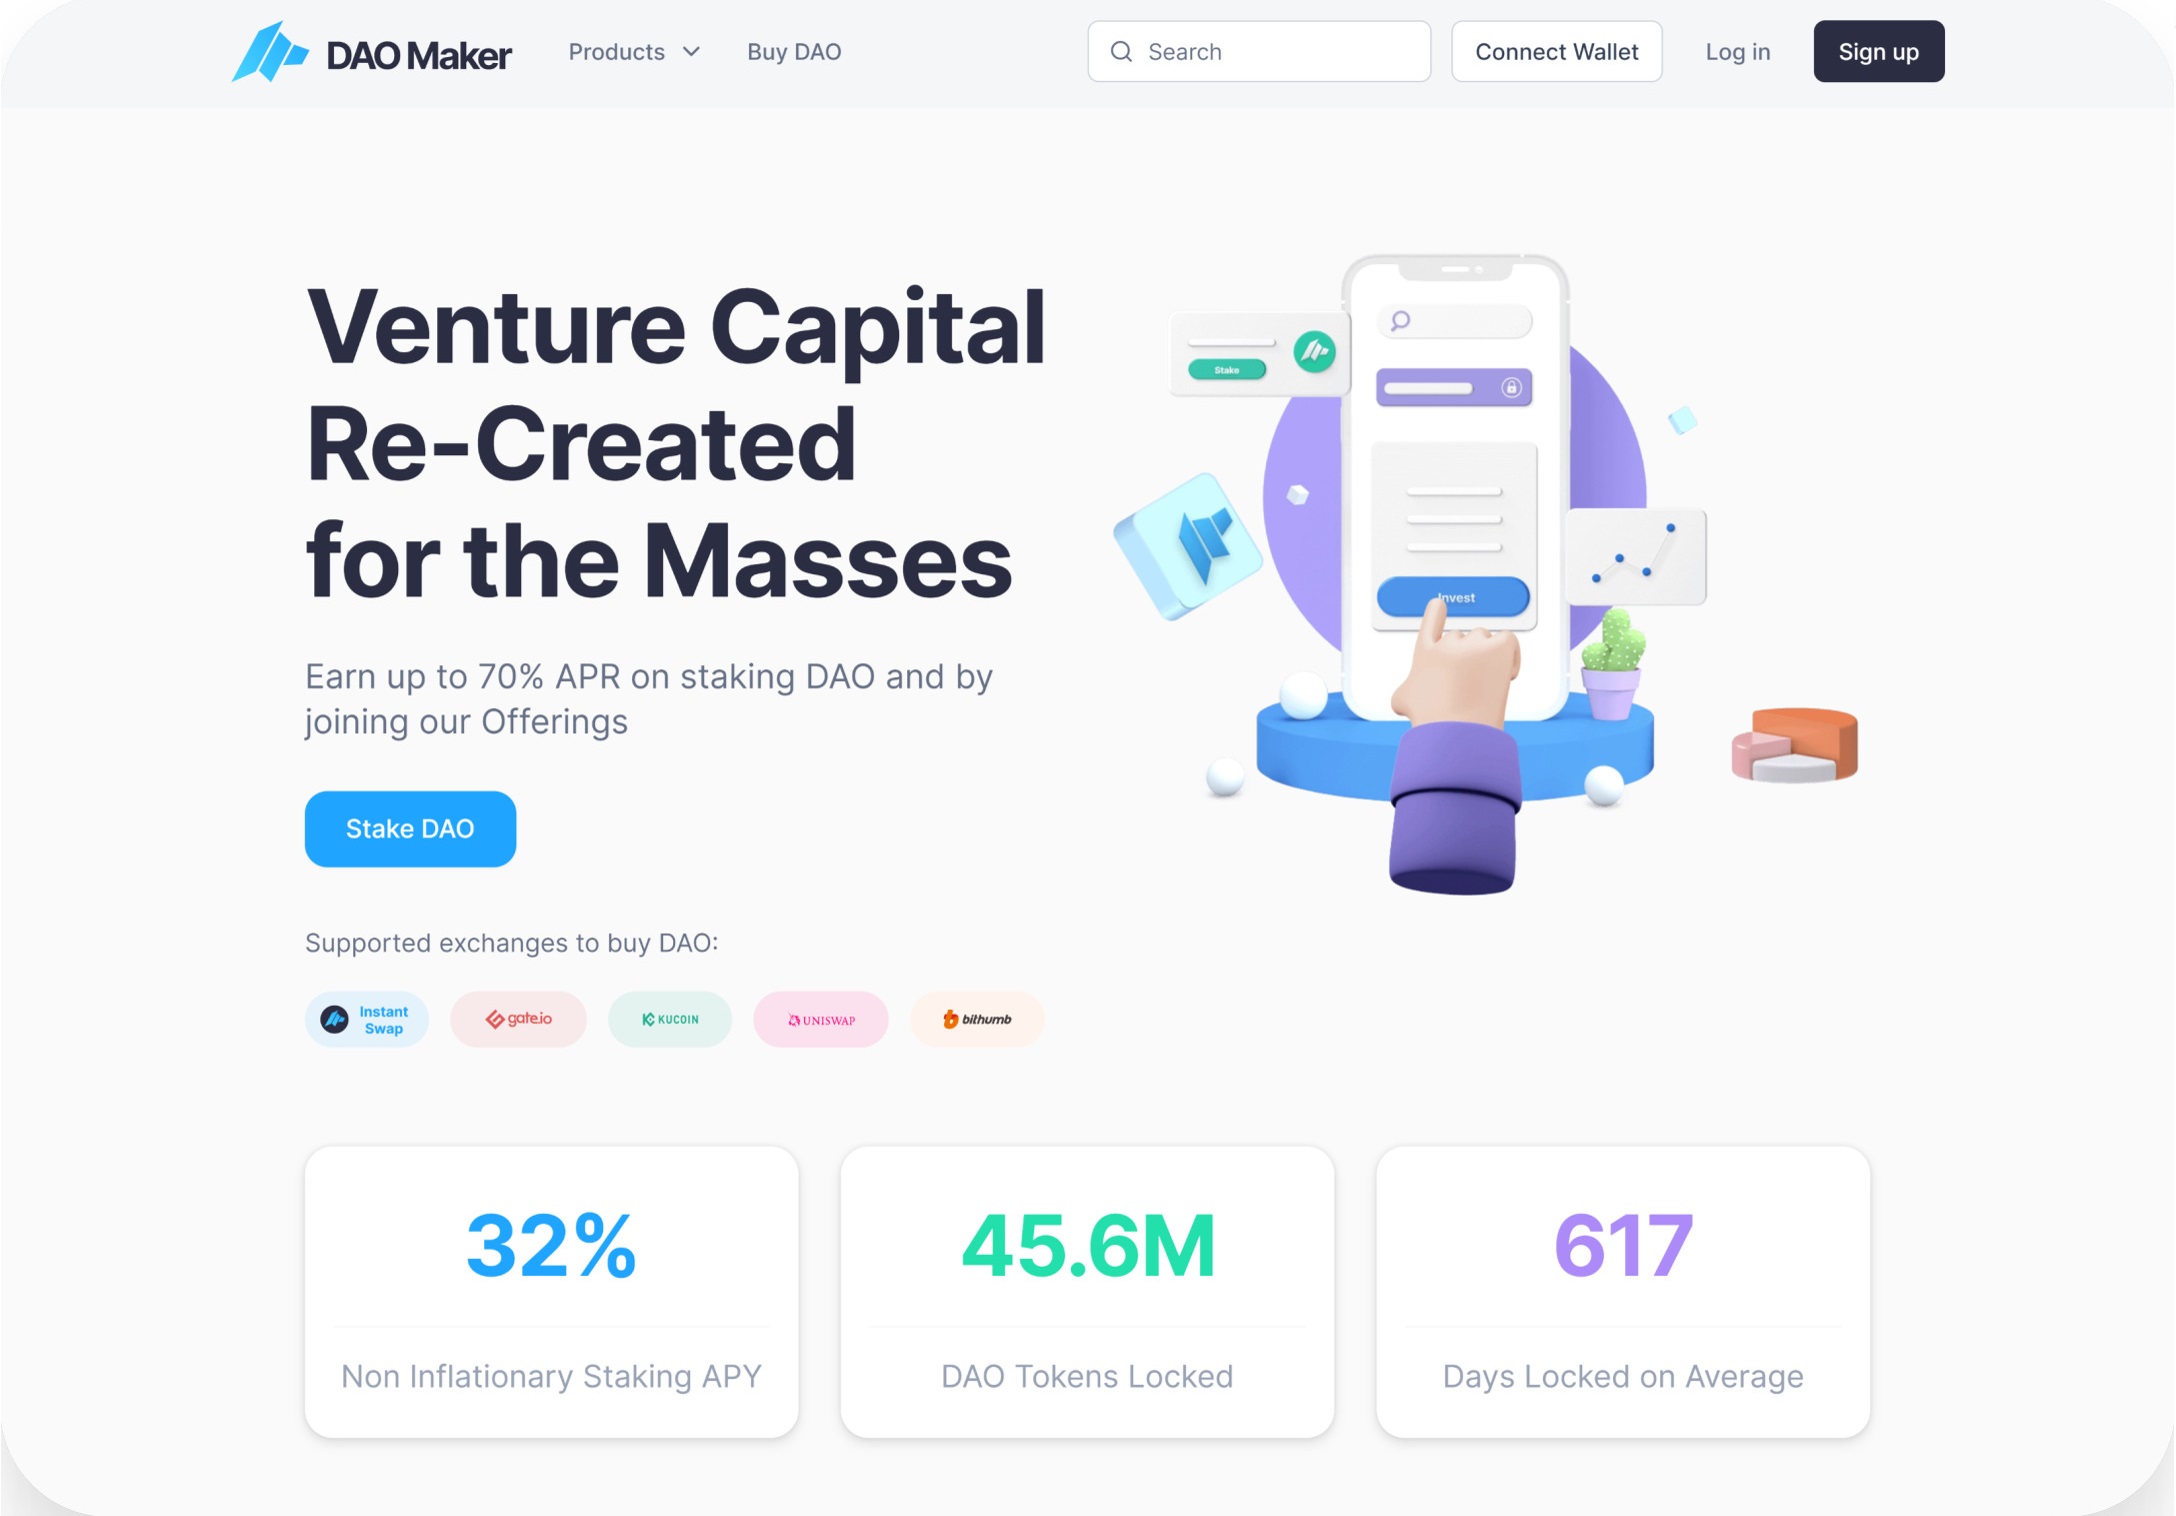 DAO Maker
Products
Buy DAO
Search
Connect Wallet
Log in
Sign up
Venture Capital
Re-Created
for the Masses
Earn up to 70% APR on staking DAO and by
joining our Offerings
Stake DAO
Stake
Invest
Supported exchanges to buy DAO:
Instant
Swap
gate.io
KUCOIN
UNISWAP
bithumb
32%
Non Inflationary Staking APY
45.6M
DAO Tokens Locked
617
Days Locked on Average